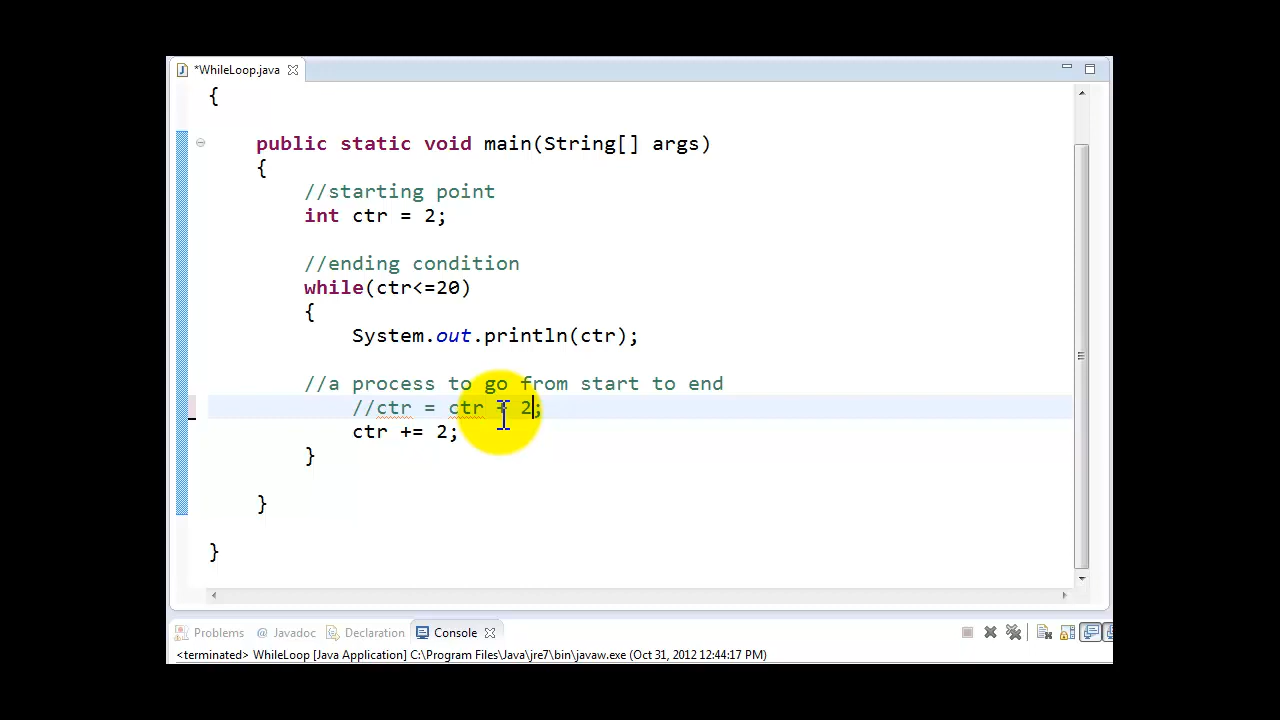 *WhileLoop.java
{
public static void main(String[] args)
{
//starting point
int ctr = 2;
//ending condition
while(ctr<=20)
{
System.out.println(ctr);
//a process to go from start to end
//ctr = ctr + 2;
ctr += 2;
}
}
}
Problems @ Javadoc Declaration Console
<terminated> WhileLoop [Java Application] C:\Program Files\Java\jre7\bin\javaw.exe (Oct 31, 2012 12:44:17 PM)